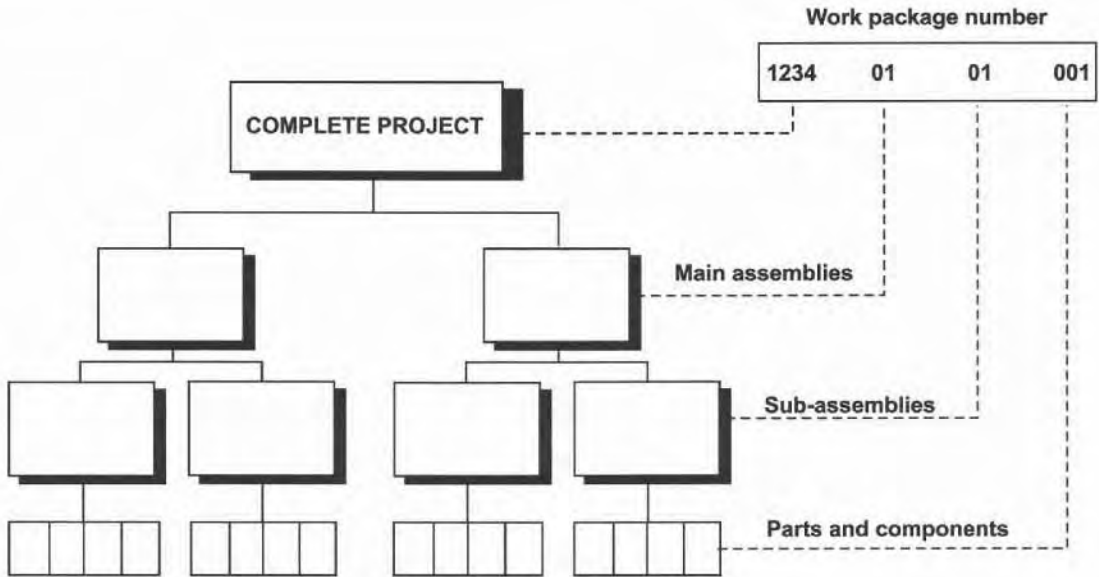 Work package number
1234 01 01 001
COMPLETE PROJECT
Main assemblies
Sub-assemblies
Parts and components